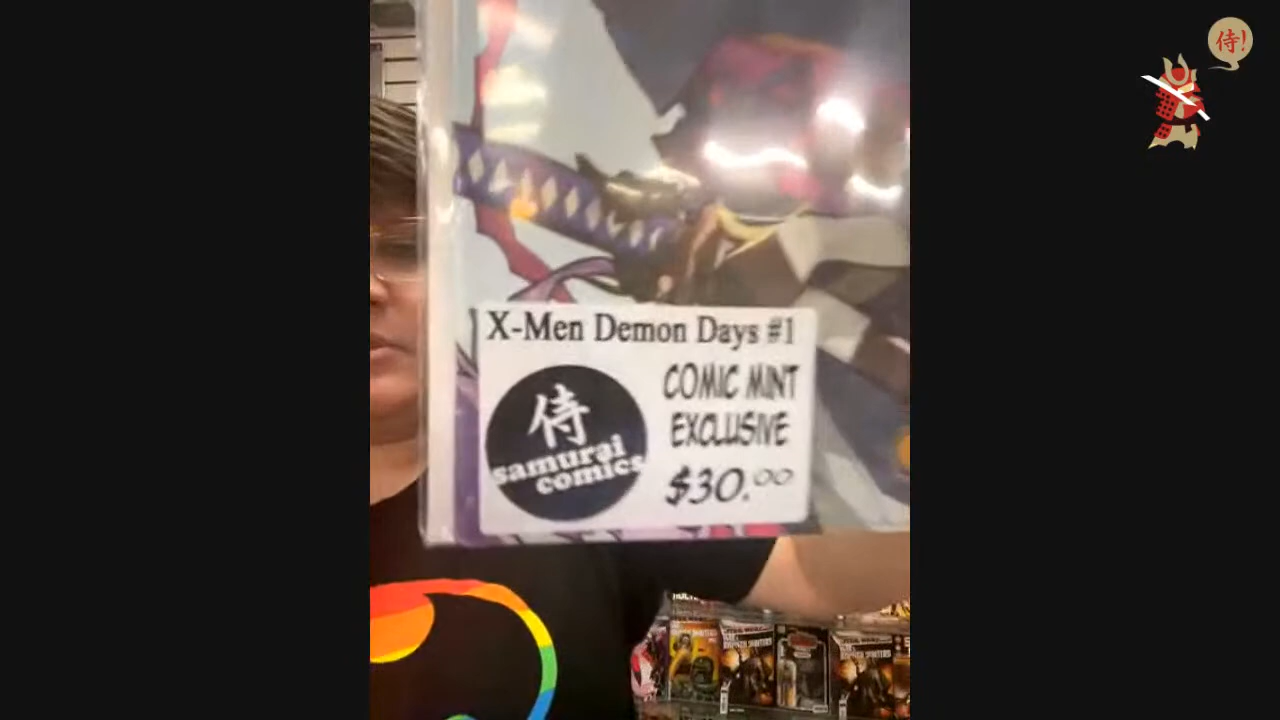 侍!
X-Men Demon Days #1
侍
samurai
comics
COMIC MINT
EXCLUSIVE
$30.00